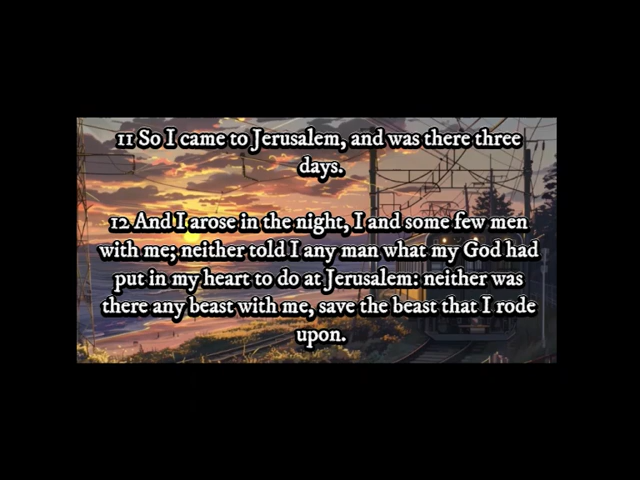 11 So I came to Jerusalem, and was there three
days.
12 And I arose in the night, I and some few men
with me; neither told I any man what my God had
put in my heart to do at Jerusalem: neither was
there any beast with me, save the beast that I rode
upon.